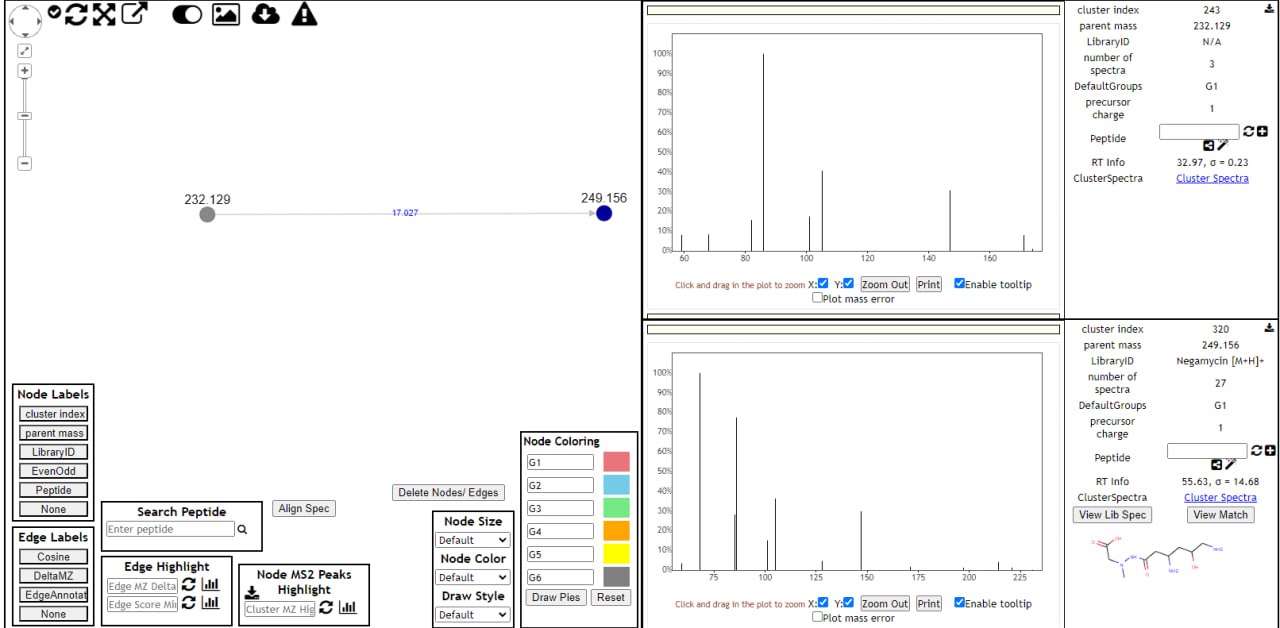 232.129
249.156
17.027
Node Labels
cluster index
parent mass
LibraryID
EvenOdd
Peptide
None
Edge Labels
Cosine
DeltaMZ
EdgeAnnotat
None
Search Peptide
Enter peptide
Align Spec
Edge Highlight
Edge MZ Delta
Edge Score Mi
Node MS2 Peaks
Highlight
Cluster MZ Hig
Delete Nodes/ Edges
Node Size
Default
Node Color
Default
Draw Style
Default
Node Coloring
G1
G2
G3
G4
G5
G6
Draw Pies Reset
100%
90%
80%
70%
60%
50%
40%
30%
20%
10%
0%
60 80 100 120 140 160
Click and drag in the plot to zoom X: Y: Zoom Out Print Enable tooltip
Plot mass error
cluster index 243
parent mass 232.129
LibraryID N/A
number of
spectra 3
DefaultGroups G1
precursor
charge 1
Peptide
RT Info 32.97, σ = 0.23
ClusterSpectra Cluster Spectra
100%
90%
80%
70%
60%
50%
40%
30%
20%
10%
0%
75 100 125 150 175 200 225
Click and drag in the plot to zoom X: Y: Zoom Out Print Enable tooltip
Plot mass error
cluster index 320
parent mass 249.156
LibraryID Negamycin [M+H]+
number of
spectra 27
DefaultGroups G1
precursor
charge 1
Peptide
RT Info 55.63, σ = 14.68
ClusterSpectra Cluster Spectra
View Lib Spec View Match